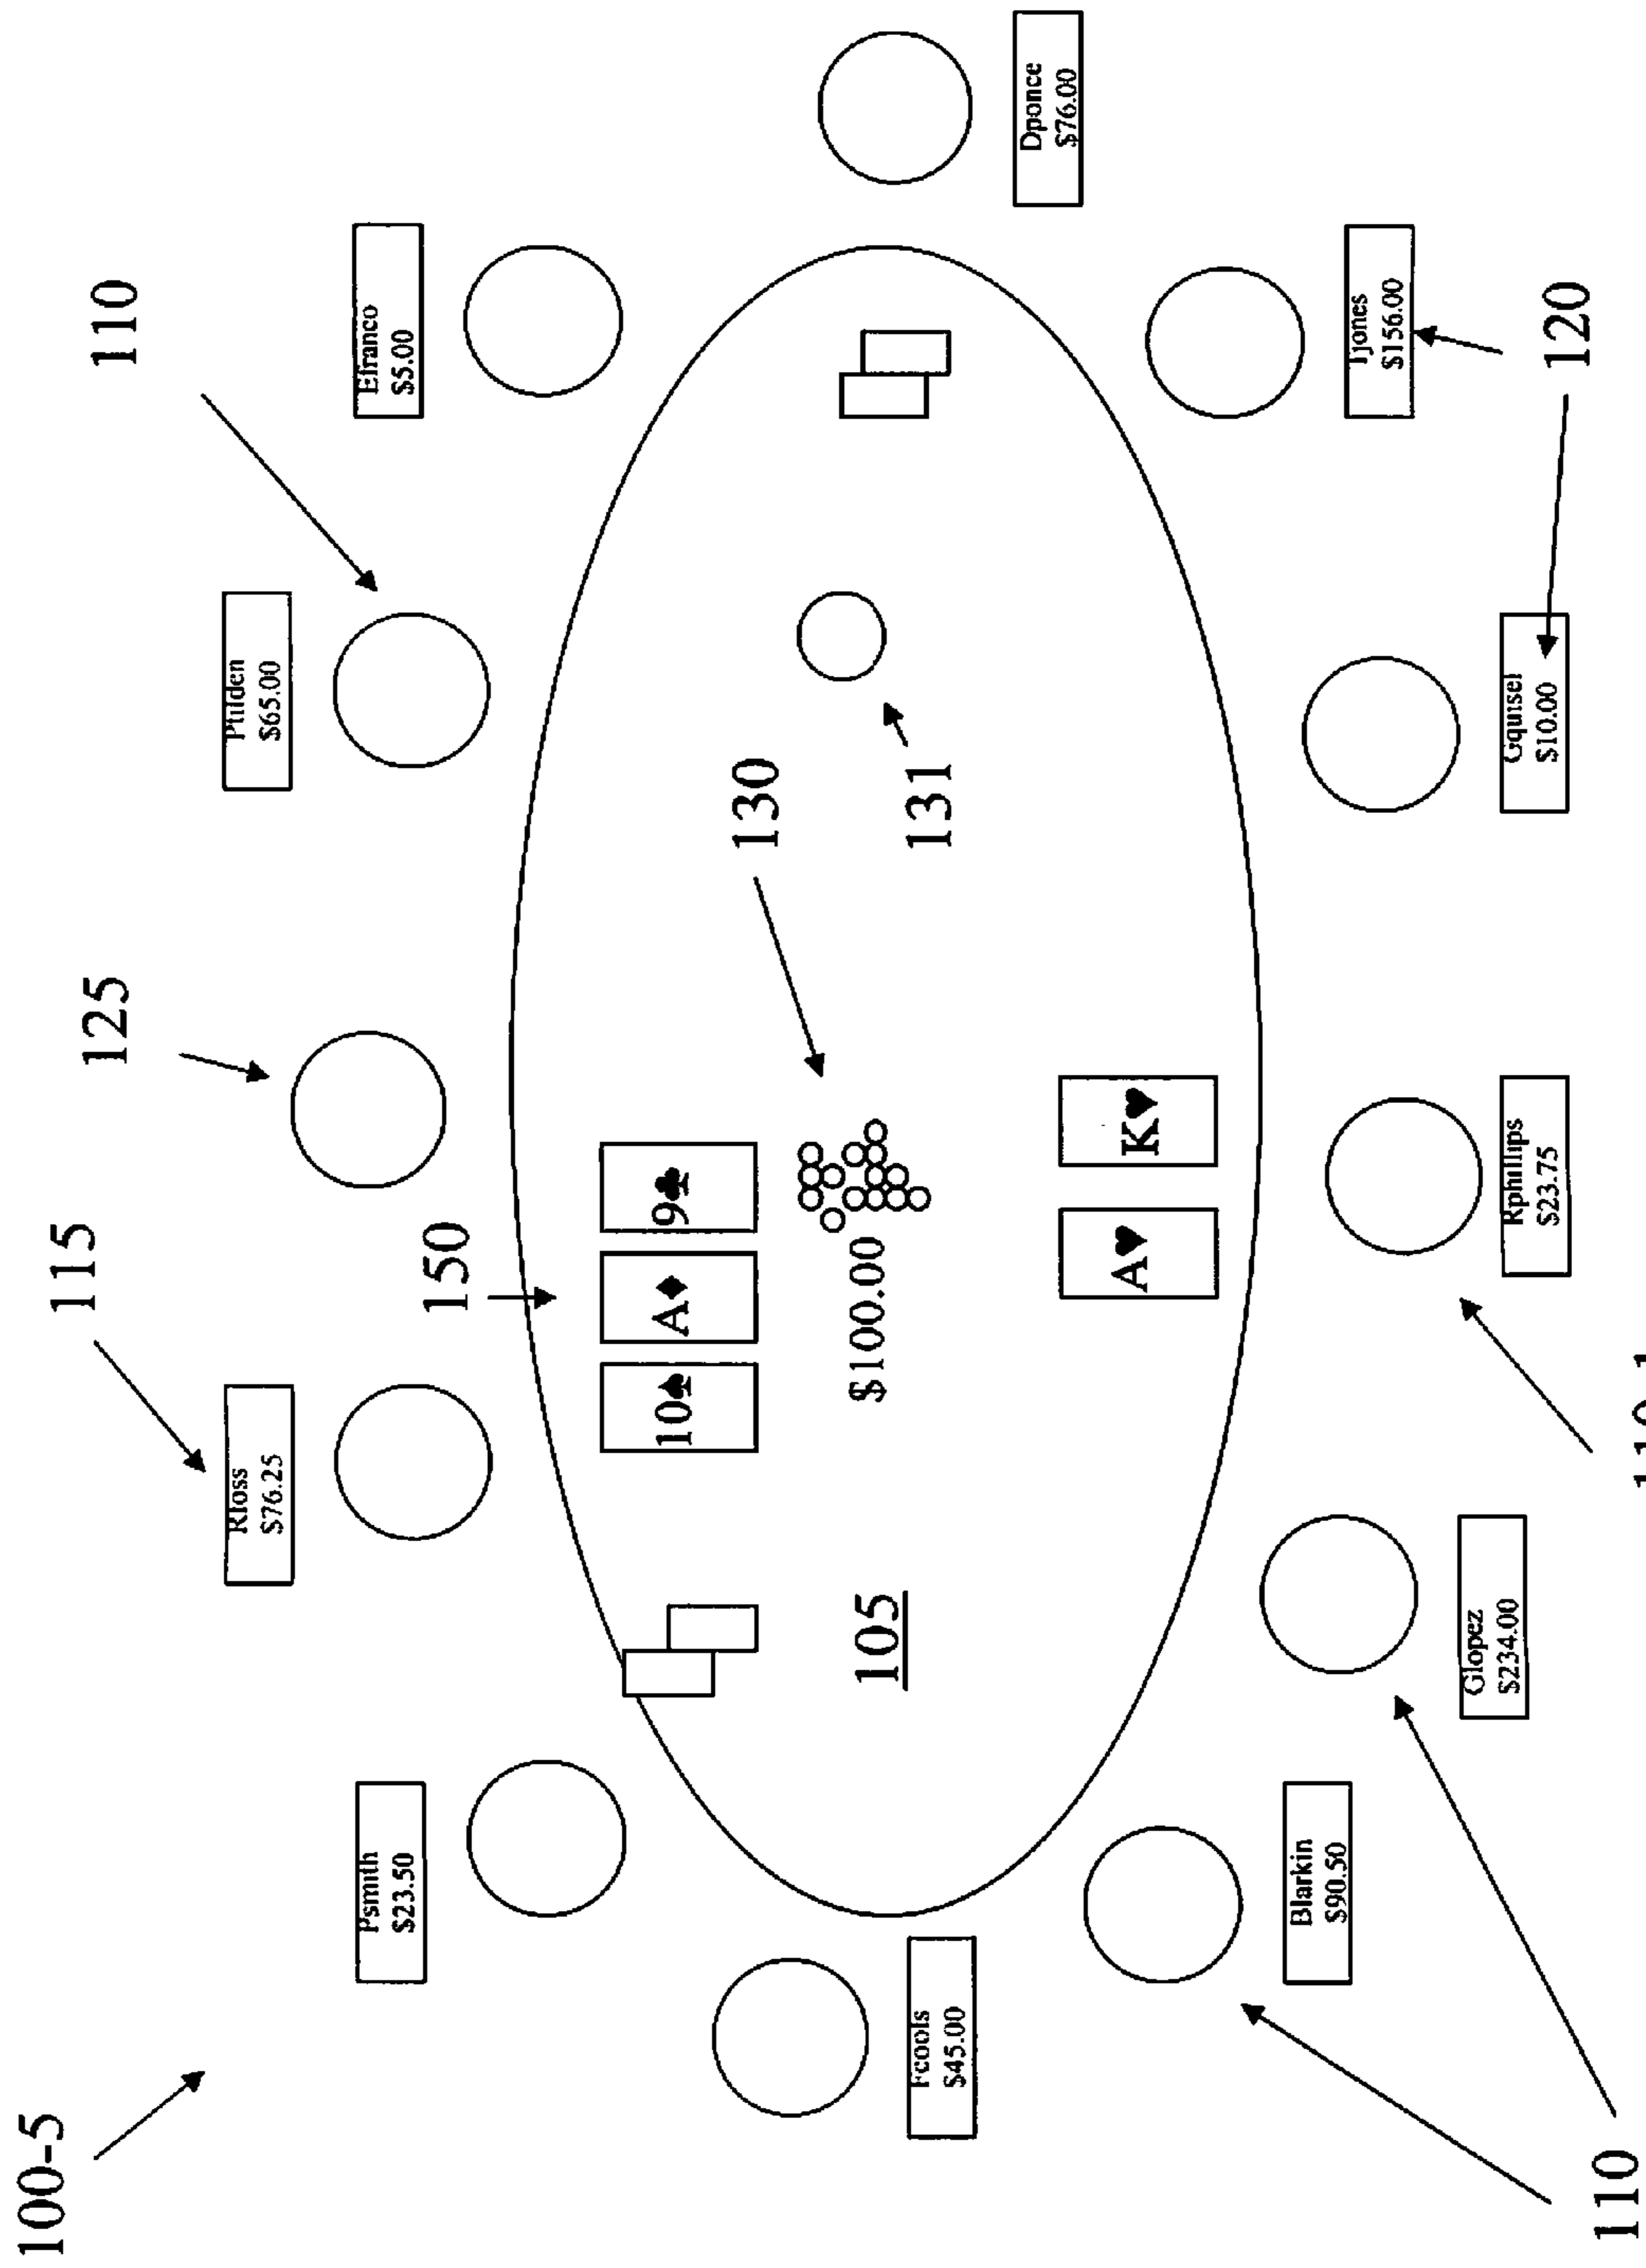 100-5
115
125
110
150
Rfoss
$76.25
Ptilden
$65.00
Psmith
$23.50
Efranco
$5.00
10♠
A♦
9♣
130
131
$100.00
105
Fcools
$45.00
Dponce
$76.00
A♥
K♥
Blarkin
$90.50
Tjones
$156.00
Glopez
$234.00
Rphillips
$23.75
Gquisel
$10.00
120
110